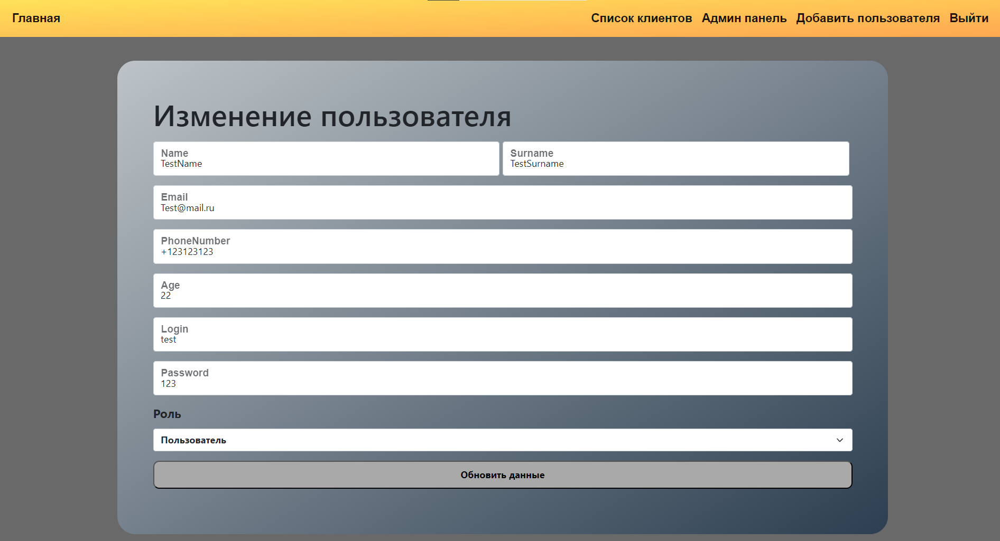 Главная Список клиентов Админ панель Добавить пользователя Выйти
Изменение пользователя
Name Surname
TestName TestSurname
Email
Test@mail.ru
PhoneNumber
+123123123
Age
22
Login
test
Password
123
Роль
Пользователь
Обновить данные